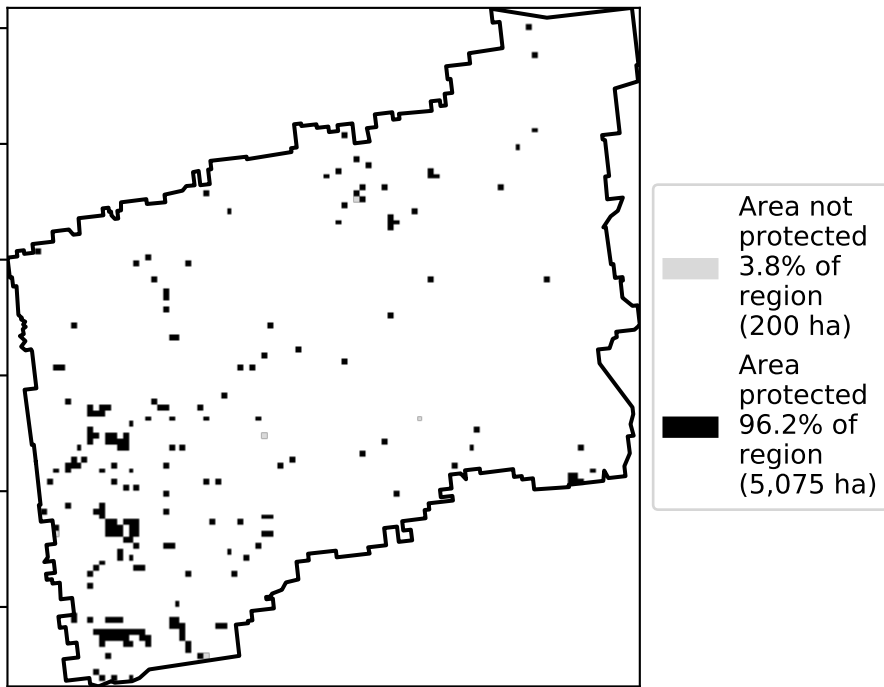 Area not
protected
3.8% of
region
(200 ha)
Area
protected
96.2% of
region
(5,075 ha)